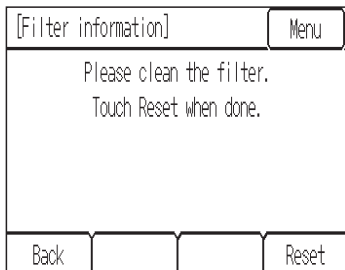 [Filter information]
Menu
Please clean the filter.
Touch Reset when done.
Back
Reset